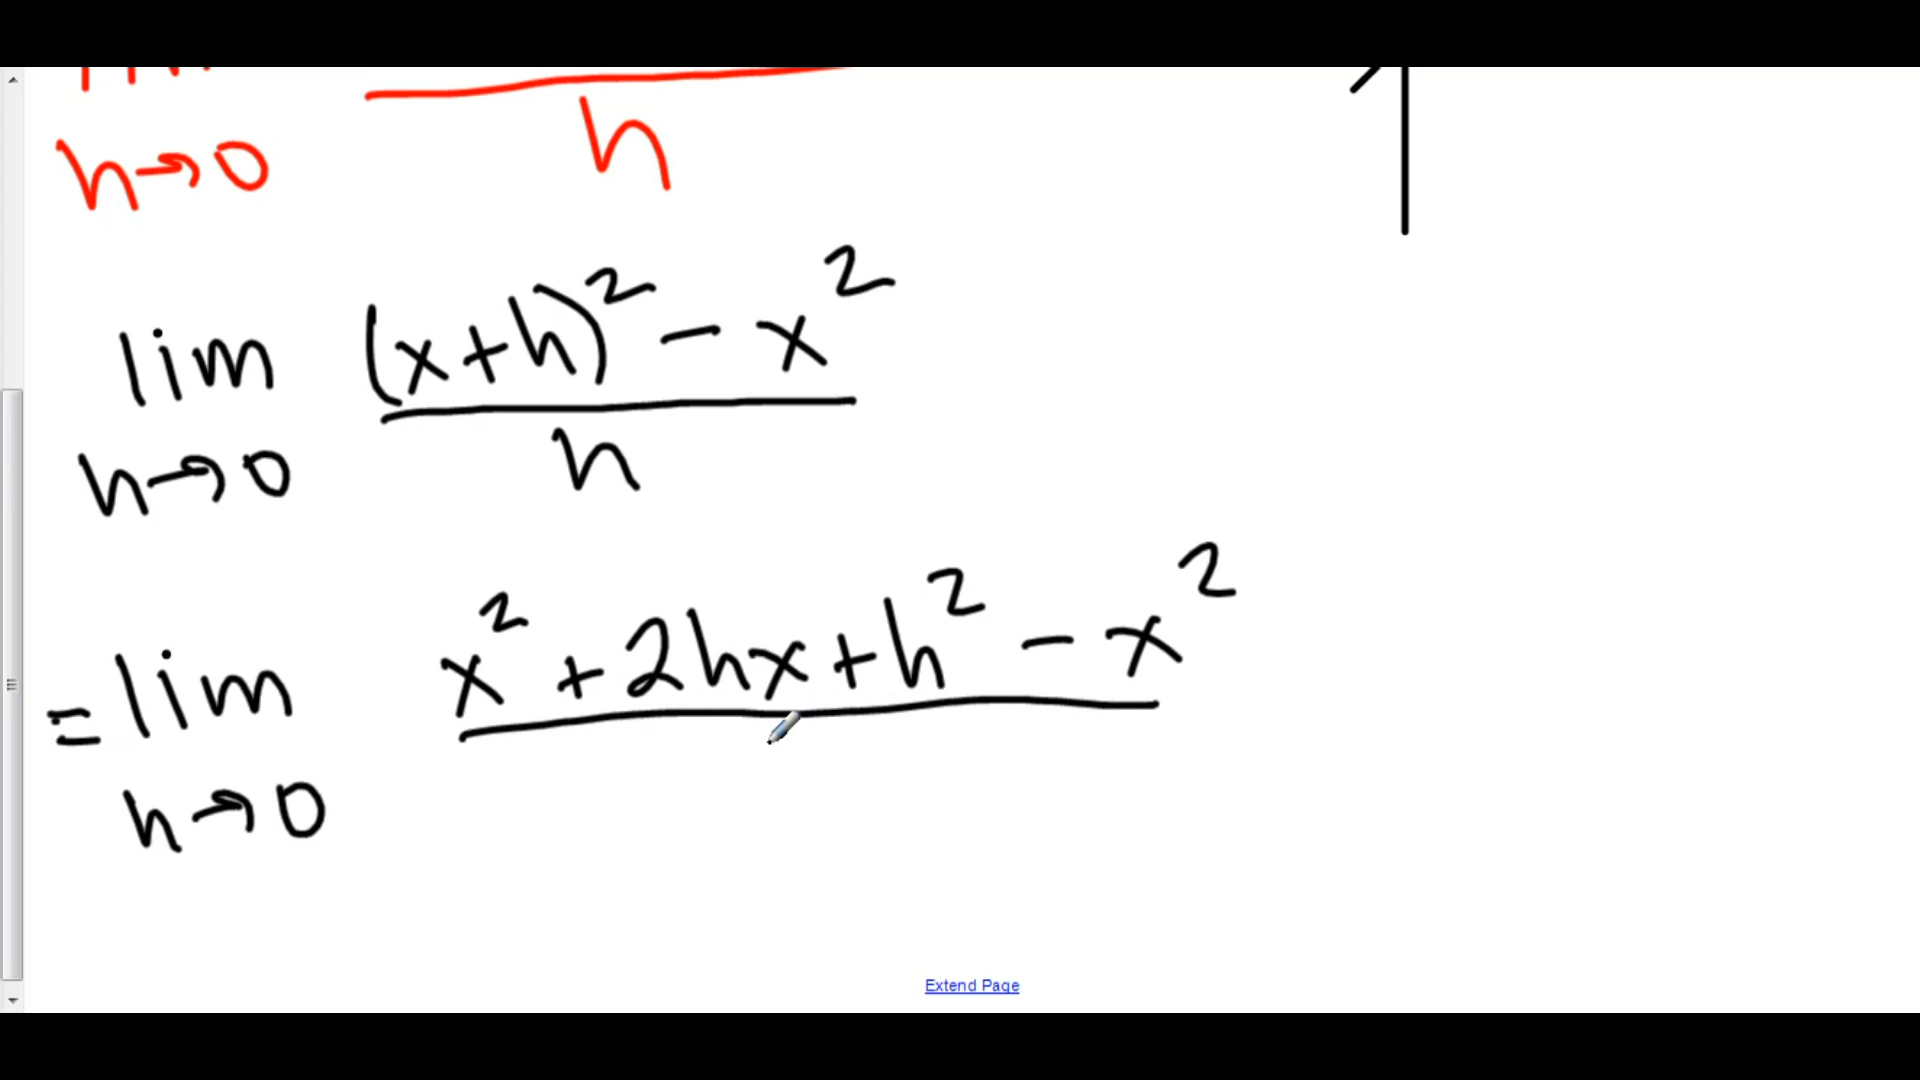 h
h→0
lim (x+h)² - x²
h→0 h
= lim x² + 2hx + h² - x²
h→0
Extend Page